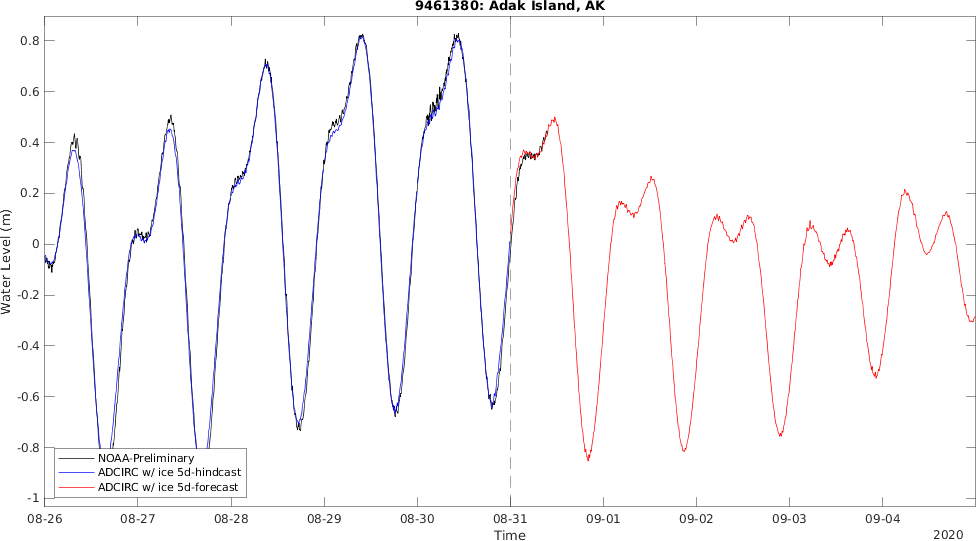 9461380: Adak Island, AK
0.8
0.6
0.4
0.2
0
-0.2
-0.4
-0.6
-0.8
-1
Water Level (m)
NOAA-Preliminary
ADCIRC w/ ice 5d-hindcast
ADCIRC w/ ice 5d-forecast
08-26 08-27 08-28 08-29 08-30 08-31 09-01 09-02 09-03 09-04
Time
2020